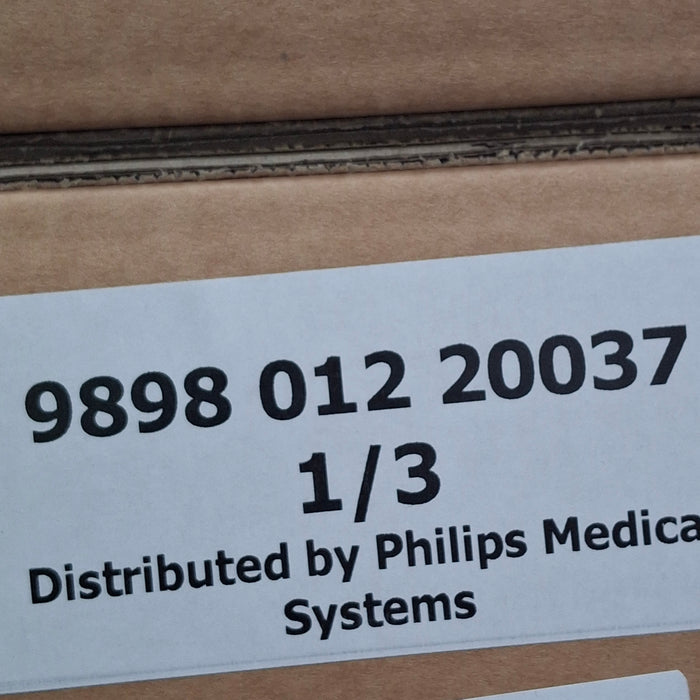 9898 012 20037
1/3
Distributed by Philips Medica
Systems